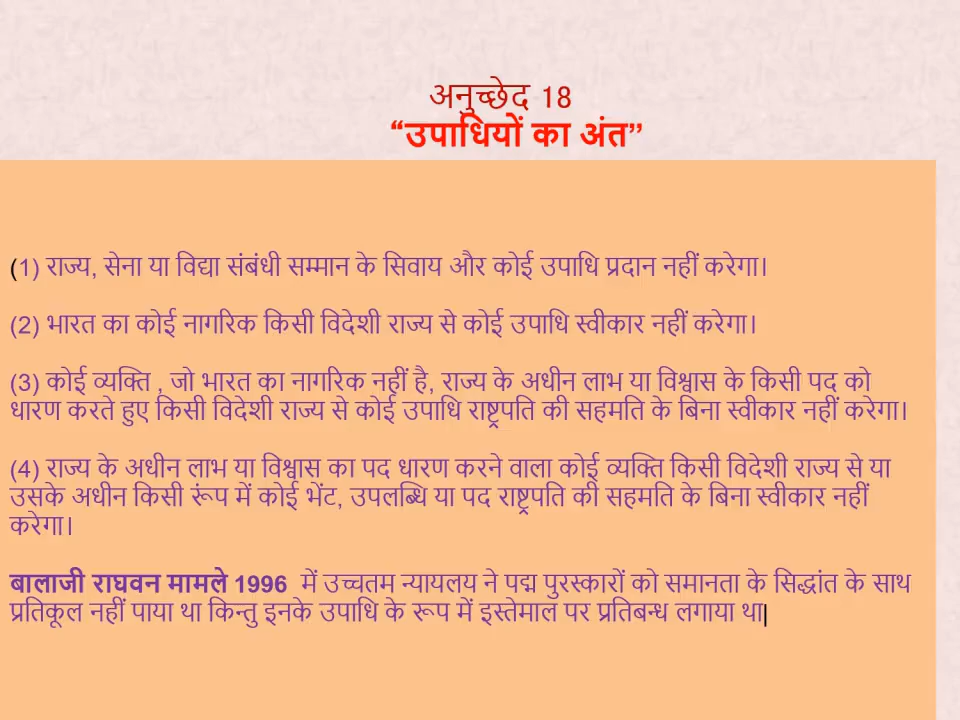 अनुच्छेद 18
“उपाधियों का अंत”
(1) राज्य, सेना या विद्या संबंधी सम्मान के सिवाय और कोई उपाधि प्रदान नहीं करेगा।
(2) भारत का कोई नागरिक किसी विदेशी राज्य से कोई उपाधि स्वीकार नहीं करेगा।
(3) कोई व्यक्ति , जो भारत का नागरिक नहीं है, राज्य के अधीन लाभ या विश्वास के किसी पद को
धारण करते हुए किसी विदेशी राज्य से कोई उपाधि राष्ट्रपति की सहमति के बिना स्वीकार नहीं करेगा।
(4) राज्य के अधीन लाभ या विश्वास का पद धारण करने वाला कोई व्यक्ति किसी विदेशी राज्य से या
उसके अधीन किसी रूंप में कोई भेंट, उपलब्धि या पद राष्ट्रपति की सहमति के बिना स्वीकार नहीं
करेगा।
बालाजी राघवन मामले 1996 में उच्चतम न्यायलय ने पद्म पुरस्कारों को समानता के सिद्धांत के साथ
प्रतिकूल नहीं पाया था किन्तु इनके उपाधि के रूप में इस्तेमाल पर प्रतिबन्ध लगाया था|